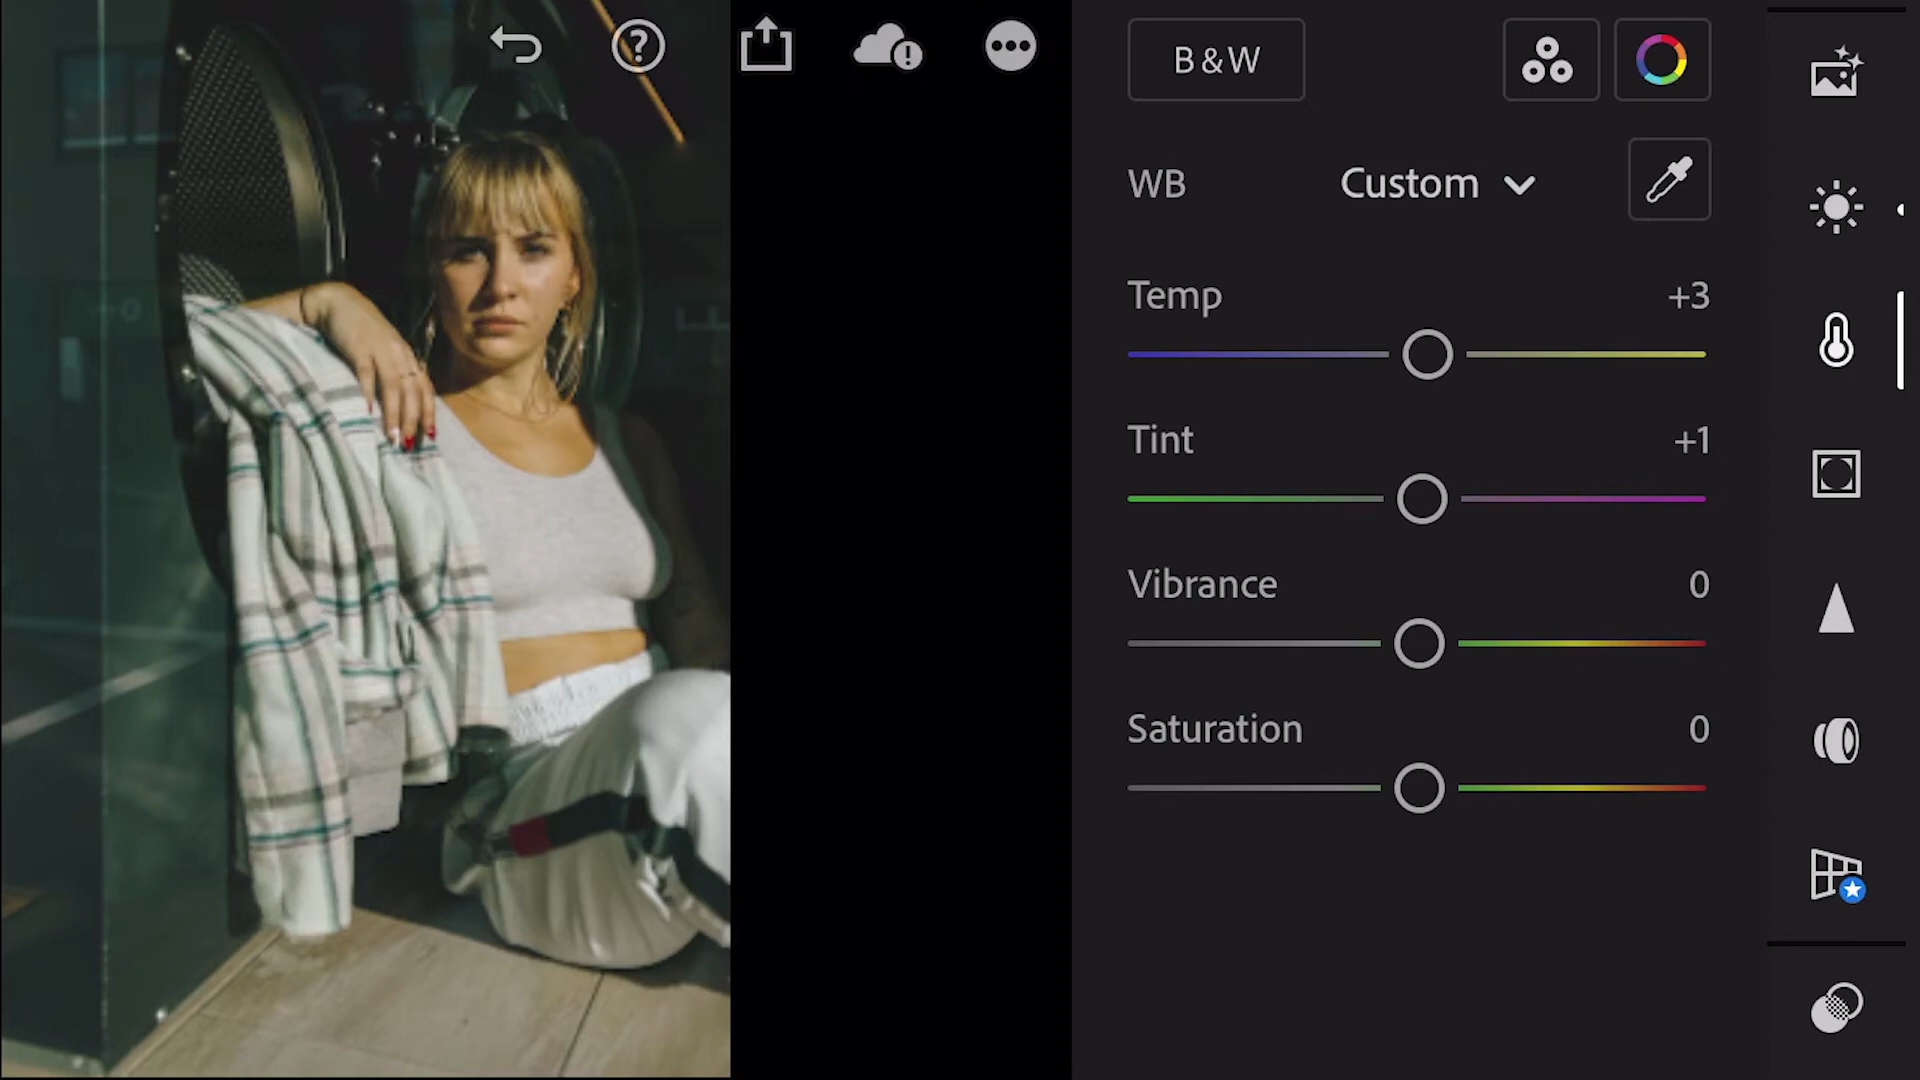 B&W
WB Custom
Temp +3
Tint +1
Vibrance 0
Saturation 0